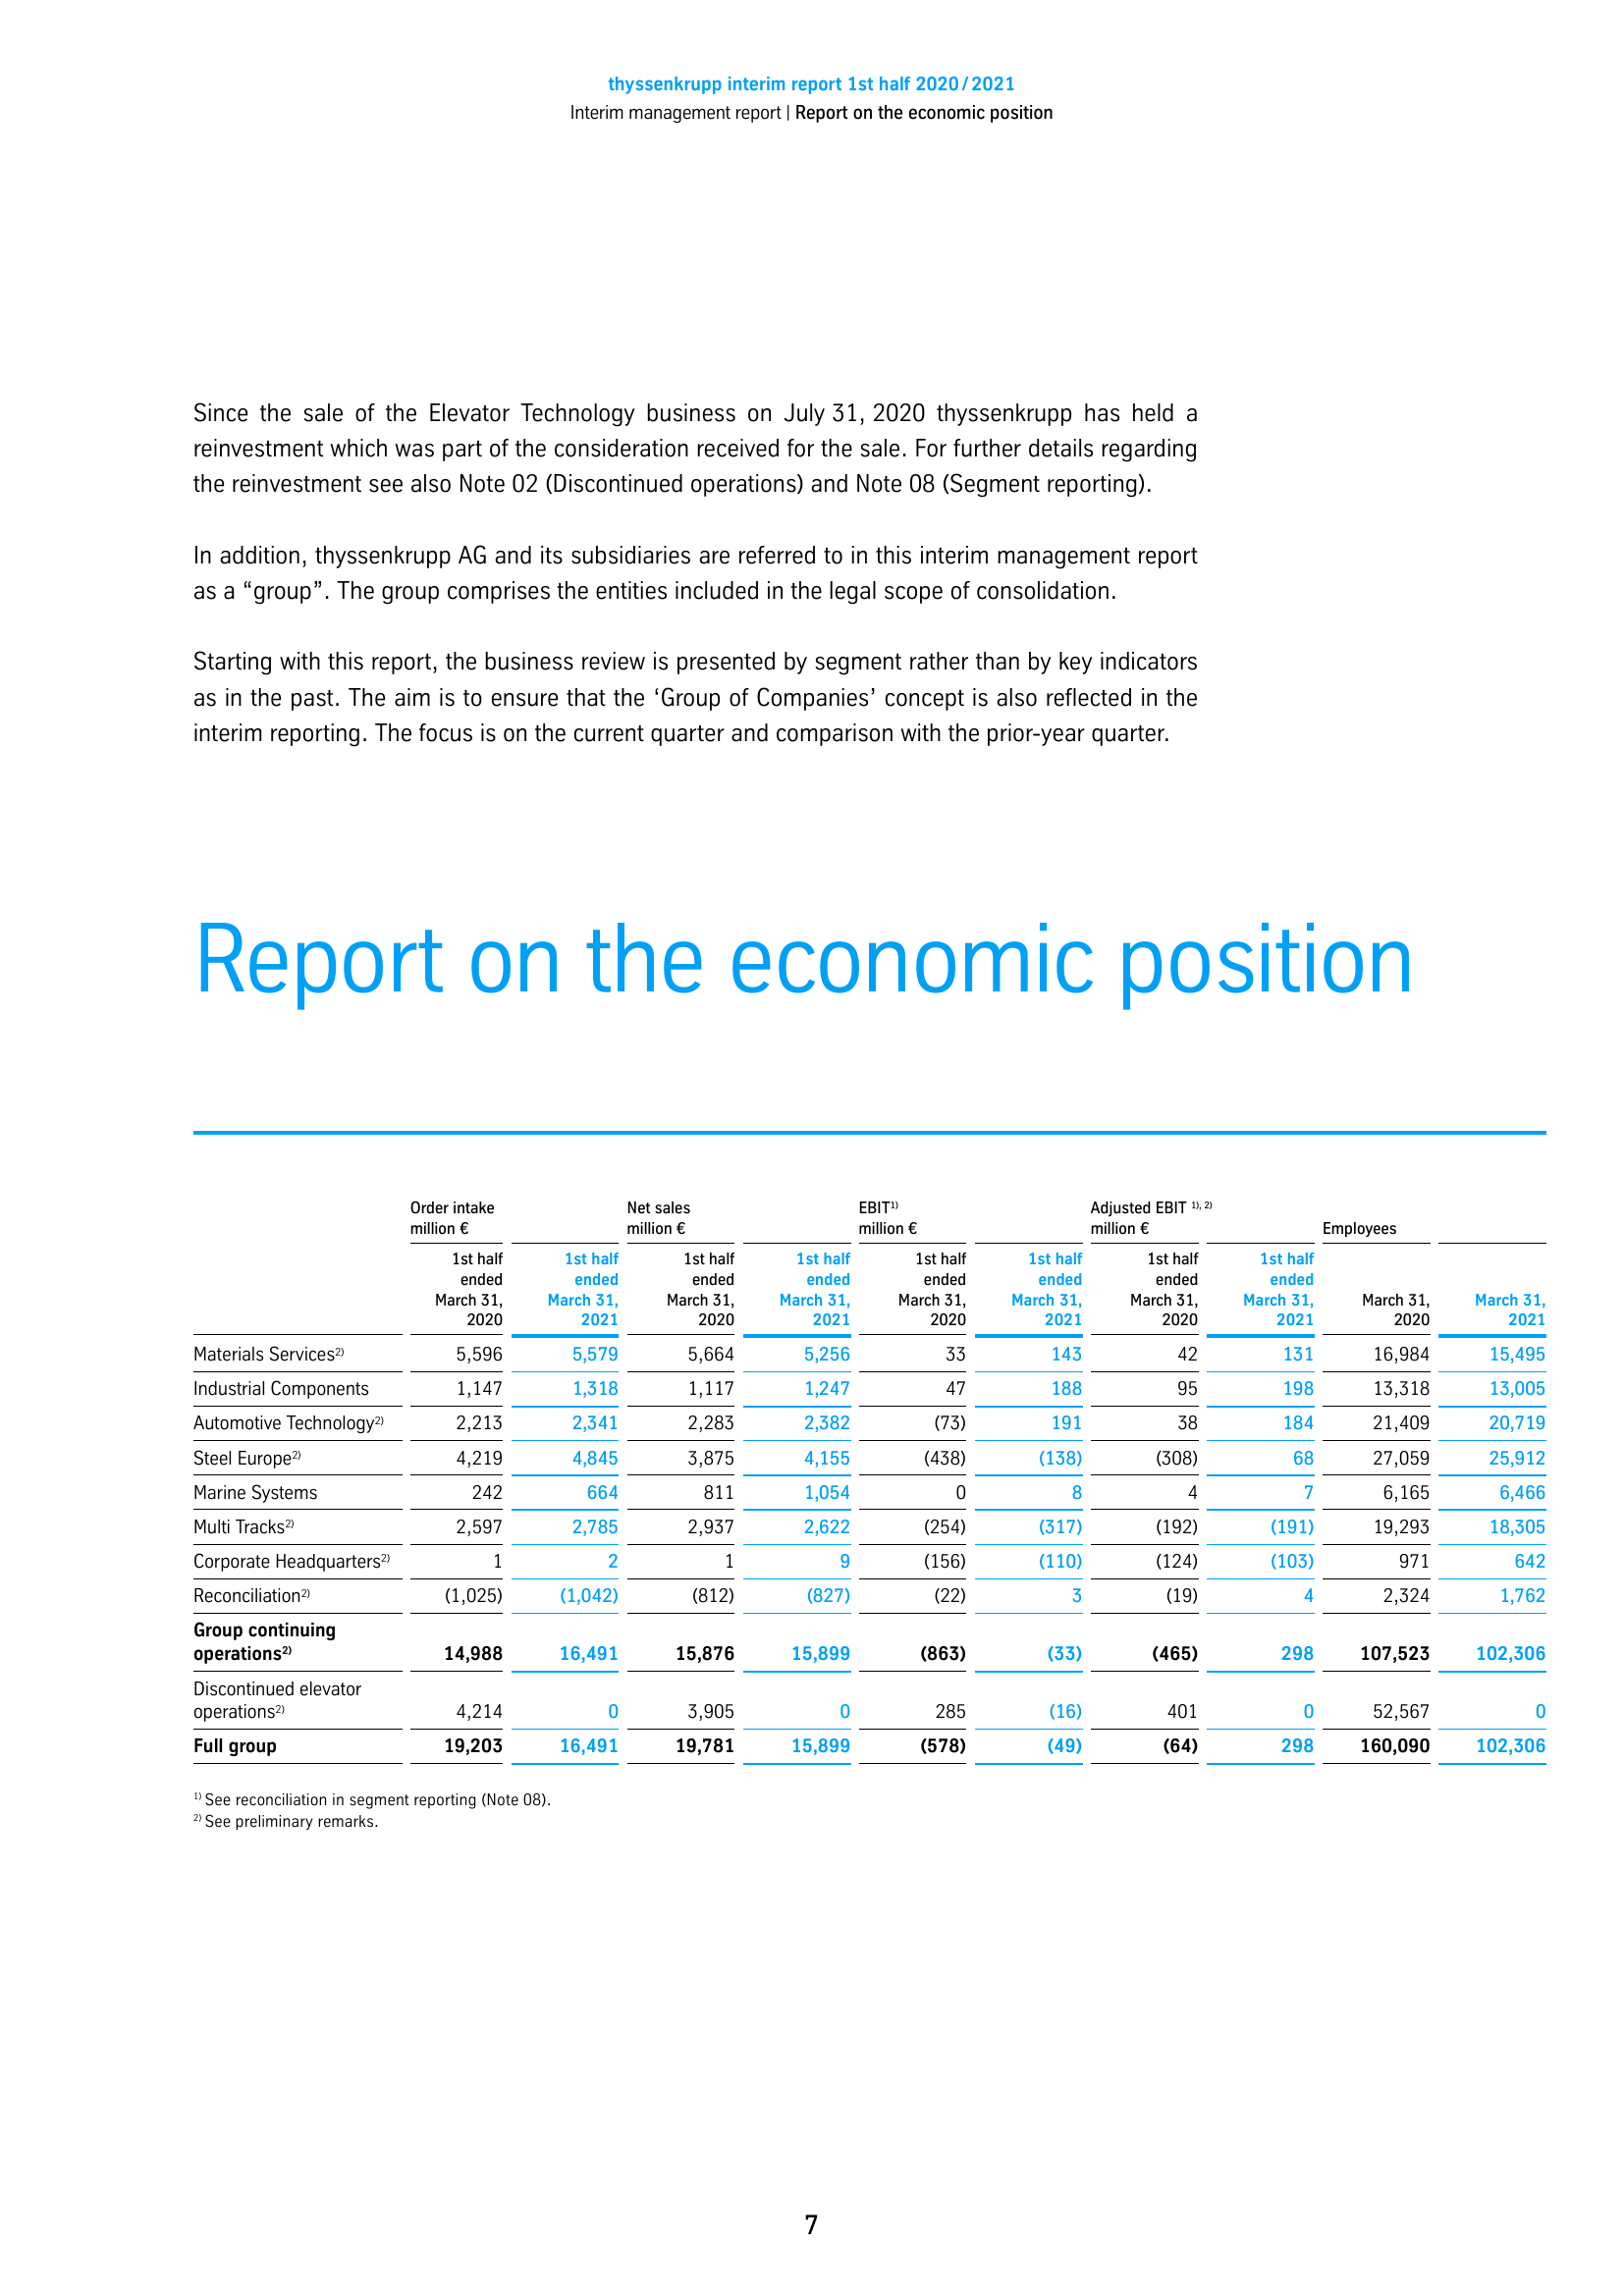 thyssenkrupp interim report 1st half 2020 / 2021
Interim management report | Report on the economic position
Since the sale of the Elevator Technology business on July 31, 2020 thyssenkrupp has held a
reinvestment which was part of the consideration received for the sale. For further details regarding
the reinvestment see also Note 02 (Discontinued operations) and Note 08 (Segment reporting).
In addition, thyssenkrupp AG and its subsidiaries are referred to in this interim management report
as a “group”. The group comprises the entities included in the legal scope of consolidation.
Starting with this report, the business review is presented by segment rather than by key indicators
as in the past. The aim is to ensure that the ‘Group of Companies’ concept is also reflected in the
interim reporting. The focus is on the current quarter and comparison with the prior-year quarter.
Report on the economic position
Order intake Net sales EBIT1) Adjusted EBIT 1), 2)
million € million € million € million € Employees
1st half 1st half 1st half 1st half 1st half 1st half 1st half 1st half
ended ended ended ended ended ended ended ended
March 31, March 31, March 31, March 31, March 31, March 31, March 31, March 31, March 31, March 31,
2020 2021 2020 2021 2020 2021 2020 2021 2020 2021
Materials Services2) 5,596 5,579 5,664 5,256 33 143 42 131 16,984 15,495
Industrial Components 1,147 1,318 1,117 1,247 47 188 95 198 13,318 13,005
Automotive Technology2) 2,213 2,341 2,283 2,382 (73) 191 38 184 21,409 20,719
Steel Europe2) 4,219 4,845 3,875 4,155 (438) (138) (308) 68 27,059 25,912
Marine Systems 242 664 811 1,054 0 8 4 7 6,165 6,466
Multi Tracks2) 2,597 2,785 2,937 2,622 (254) (317) (192) (191) 19,293 18,305
Corporate Headquarters2) 1 2 1 9 (156) (110) (124) (103) 971 642
Reconciliation2) (1,025) (1,042) (812) (827) (22) 3 (19) 4 2,324 1,762
Group continuing
operations2) 14,988 16,491 15,876 15,899 (863) (33) (465) 298 107,523 102,306
Discontinued elevator
operations2) 4,214 0 3,905 0 285 (16) 401 0 52,567 0
Full group 19,203 16,491 19,781 15,899 (578) (49) (64) 298 160,090 102,306
1) See reconciliation in segment reporting (Note 08).
2) See preliminary remarks.
7